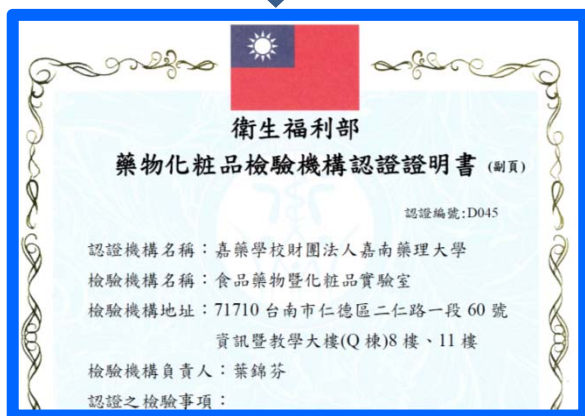 衛生福利部
藥物化粧品檢驗機構認證證明書 (副頁)
認證編號:D045
認證機構名稱：嘉藥學校財團法人嘉南藥理大學
檢驗機構名稱：食品藥物暨化粧品實驗室
檢驗機構地址：71710 台南市仁德區二仁路一段 60 號
資訊暨教學大樓(Q 棟)8 樓、11 樓
檢驗機構負責人：葉錦芬
認證之檢驗事項：